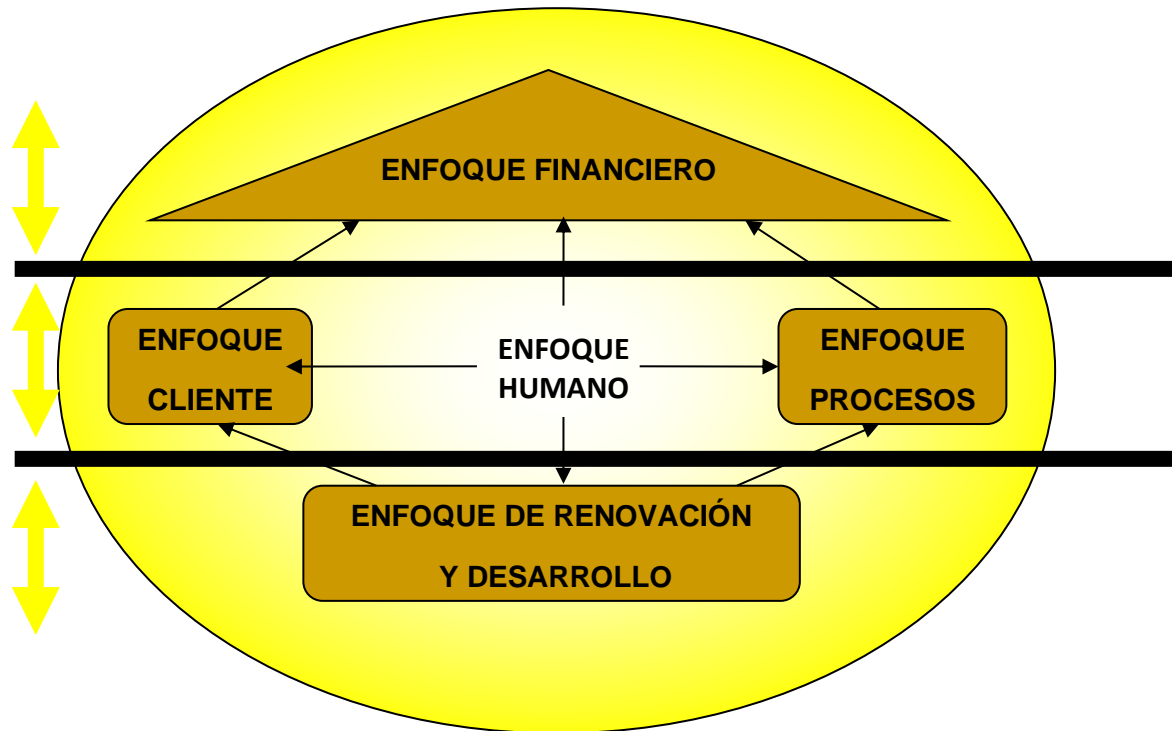 ENFOQUE FINANCIERO
ENFOQUE
CLIENTE
ENFOQUE
HUMANO
ENFOQUE
PROCESOS
ENFOQUE DE RENOVACIÓN
Y DESARROLLO